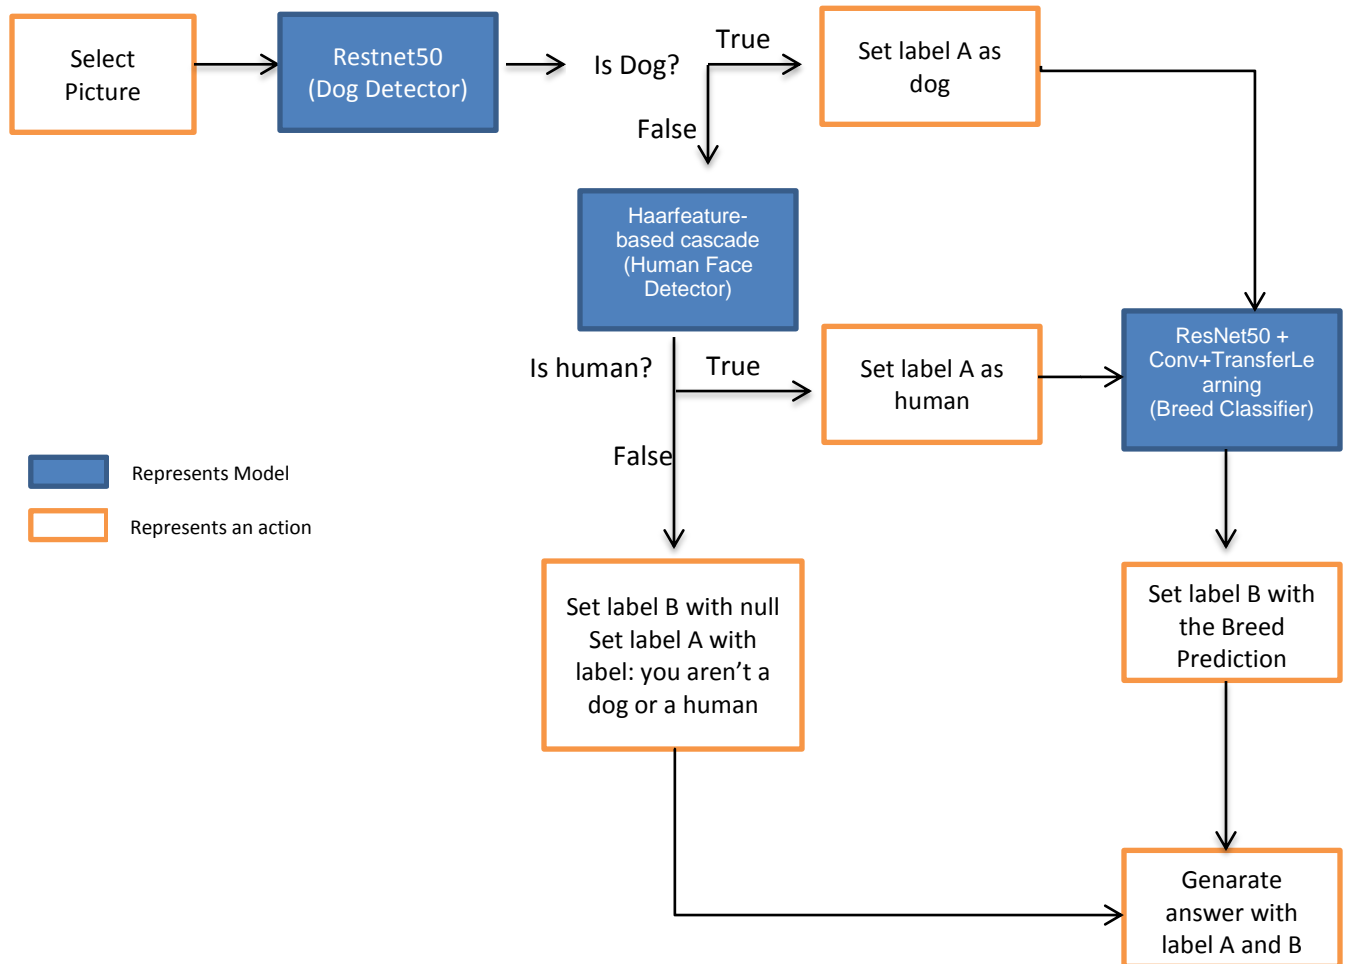 Select
Picture
Restnet50
(Dog Detector)
Is Dog?
True
Set label A as
dog
False
Haarfeature-
based cascade
(Human Face
Detector)
Is human?
True
Set label A as
human
ResNet50 +
Conv+TransferLe
arning
(Breed Classifier)
False
Represents Model
Represents an action
Set label B with null
Set label A with
label: you aren’t a
dog or a human
Set label B with
the Breed
Prediction
Genarate
answer with
label A and B